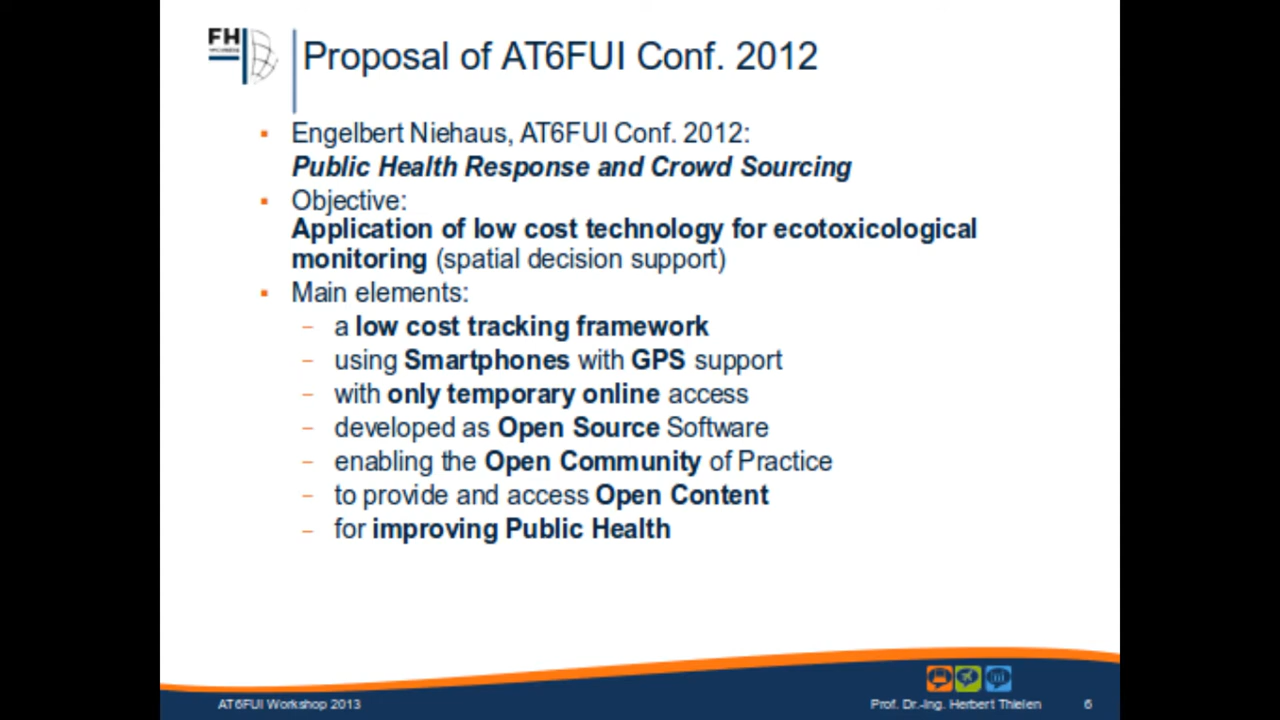 FH
Proposal of AT6FUI Conf. 2012
▪ Engelbert Niehaus, AT6FUI Conf. 2012:
Public Health Response and Crowd Sourcing
▪ Objective:
Application of low cost technology for ecotoxicological
monitoring (spatial decision support)
▪ Main elements:
– a low cost tracking framework
– using Smartphones with GPS support
– with only temporary online access
– developed as Open Source Software
– enabling the Open Community of Practice
– to provide and access Open Content
– for improving Public Health
AT6FUI Workshop 2013
Prof. Dr.-Ing. Herbert Thielen
6